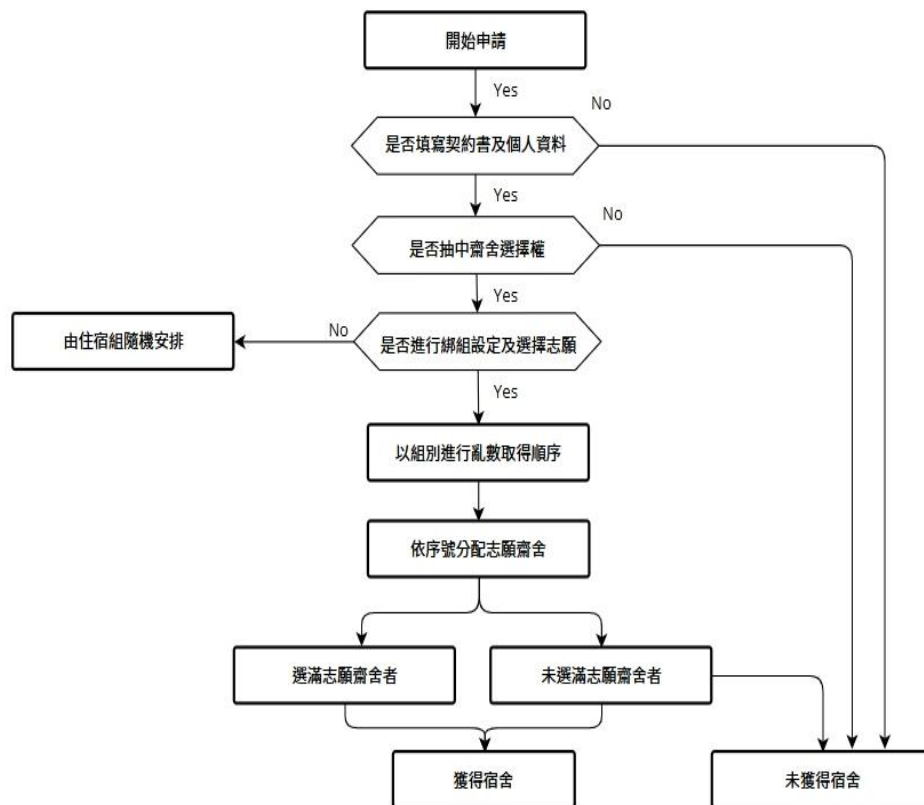 開始申請
Yes
No
是否填寫契約書及個人資料
Yes
No
是否抽中齋舍選擇權
Yes
由住宿組隨機安排
No
是否進行綁組設定及選擇志願
Yes
以組別進行亂數取得順序
依序號分配志願齋舍
選滿志願齋舍者
未選滿志願齋舍者
獲得宿舍
未獲得宿舍